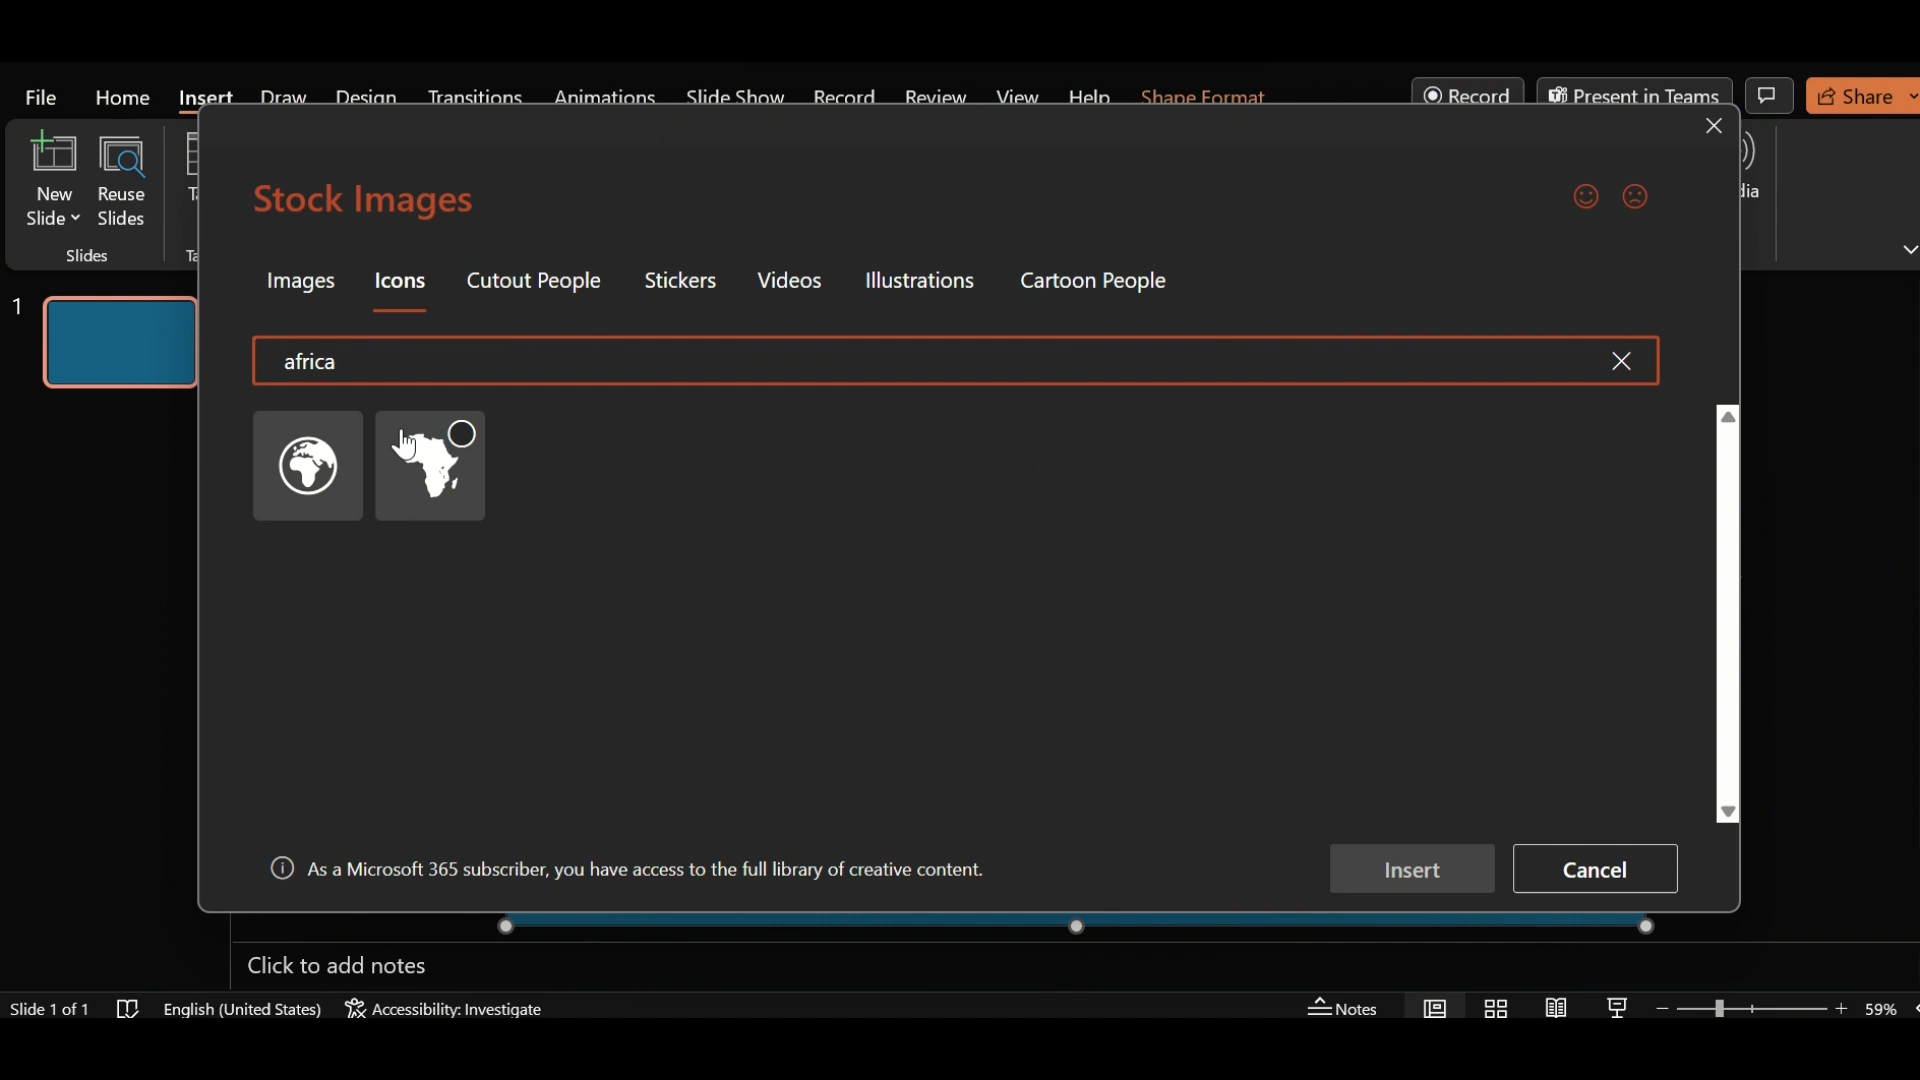 File Home Insert Draw Design Transitions Animations Slide Show Record Review View Help Shape Format Record Present in Teams Share
New Slide
Reuse Slides
Slides
Stock Images
Images Icons Cutout People Stickers Videos Illustrations Cartoon People
africa
1
As a Microsoft 365 subscriber, you have access to the full library of creative content.
Insert Cancel
Click to add notes
Slide 1 of 1 English (United States) Accessibility: Investigate Notes 59%